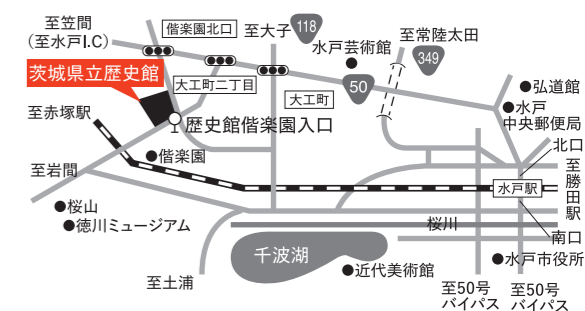 至笠間
(至水戸I.C)
偕楽園北口
至大子
118
水戸芸術館
至常陸太田
349
茨城県立歴史館
大工町二丁目
大工町
50
弘道館
水戸
中央郵便局
至赤塚駅
歴史館偕楽園入口
偕楽園
北口
至勝田駅
至岩間
水戸駅
桜山
徳川ミュージアム
桜川
南口
千波湖
水戸市役所
至土浦
近代美術館
至50号
バイパス
至50号
バイパス